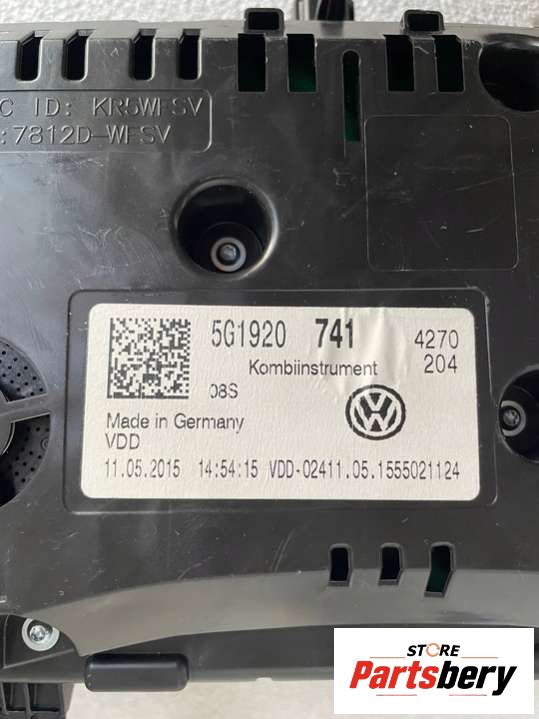 C ID: KR5WFSV
:7812D-WFSV
5G1920 741 4270
Kombiinstrument 204
08S
Made in Germany
VDD
11.05.2015 14:54:15 VDD-02411.05.1555021124
STORE
Partsbery